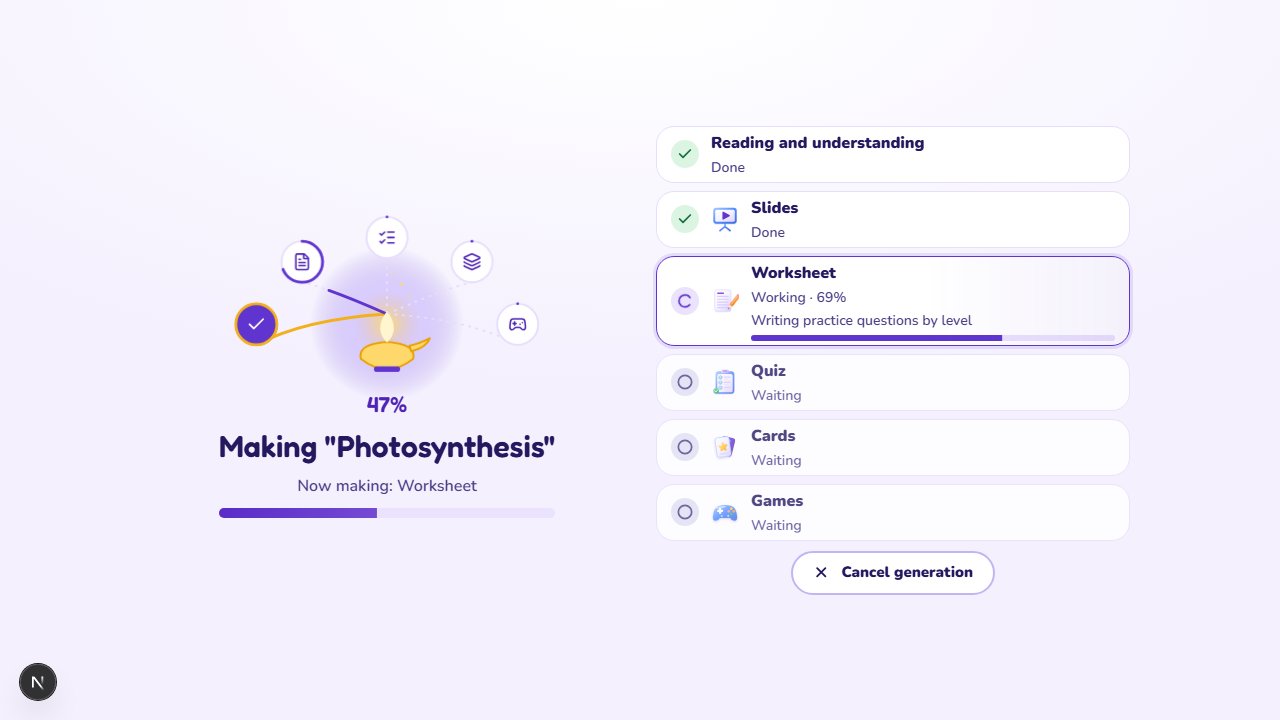 47%
Making "Photosynthesis"
Now making: Worksheet
Reading and understanding
Done
Slides
Done
Worksheet
Working · 69%
Writing practice questions by level
Quiz
Waiting
Cards
Waiting
Games
Waiting
Cancel generation
N